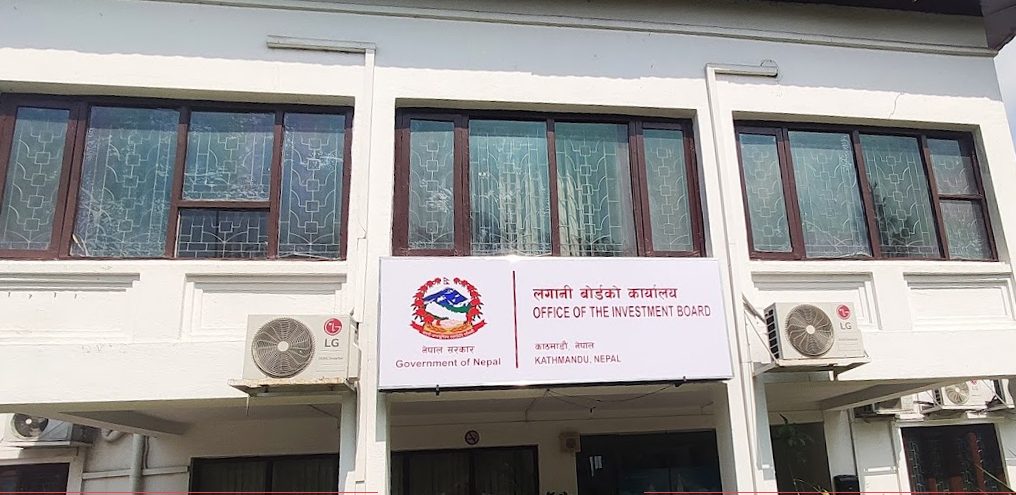 लगानी बोर्डको कार्यालय
OFFICE OF THE INVESTMENT BOARD
काठमाडौं, नेपाल
KATHMANDU, NEPAL
नेपाल सरकार
Government of Nepal
LG
LG